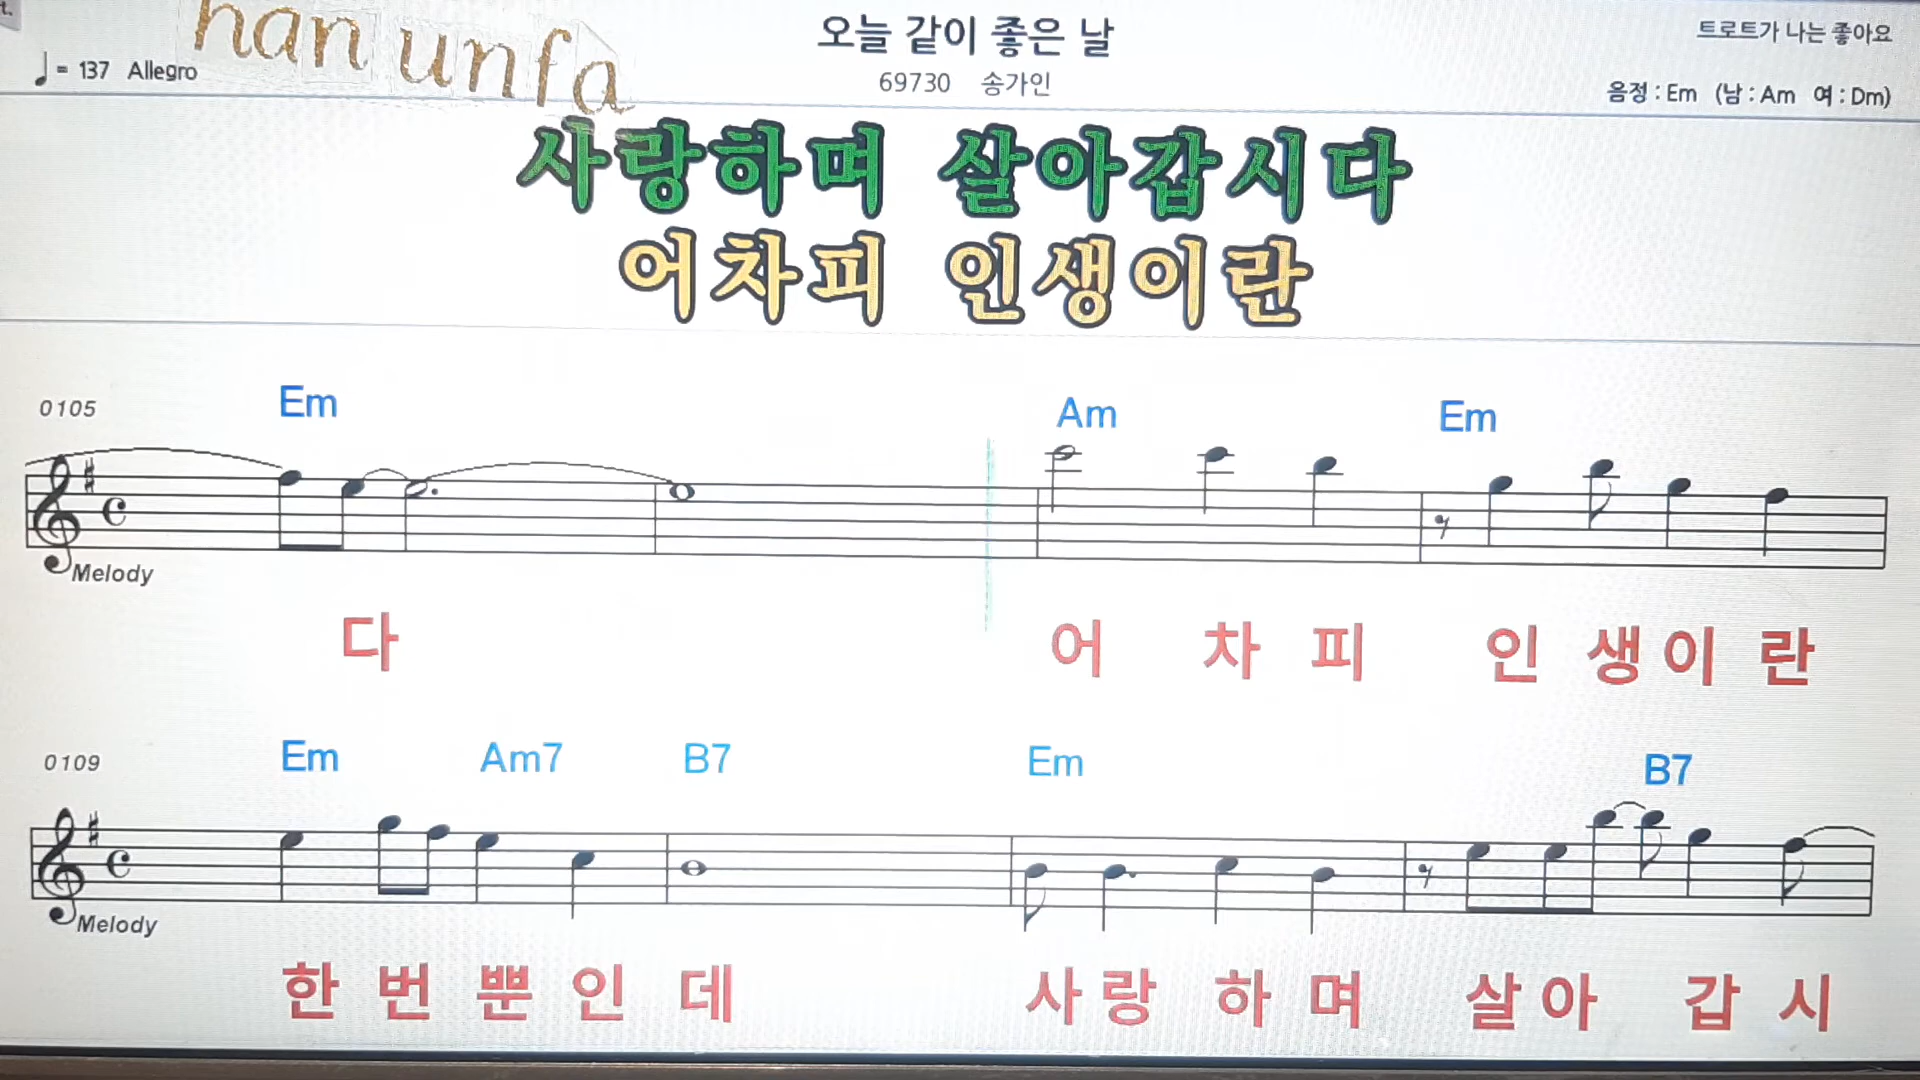 t.
han unfa
오늘 같이 좋은 날
트로트가 나는 좋아요
♩= 137 Allegro
69730 송가인
음정 : Em (남 : Am 여 : Dm)
사랑하며 살아갑시다
어차피 인생이란
0105 Em Am Em
Melody
다 어 차 피 인 생 이 란
0109 Em Am7 B7 Em B7
Melody
한 번 뿐 인 데 사 랑 하 며 살 아 갑 시